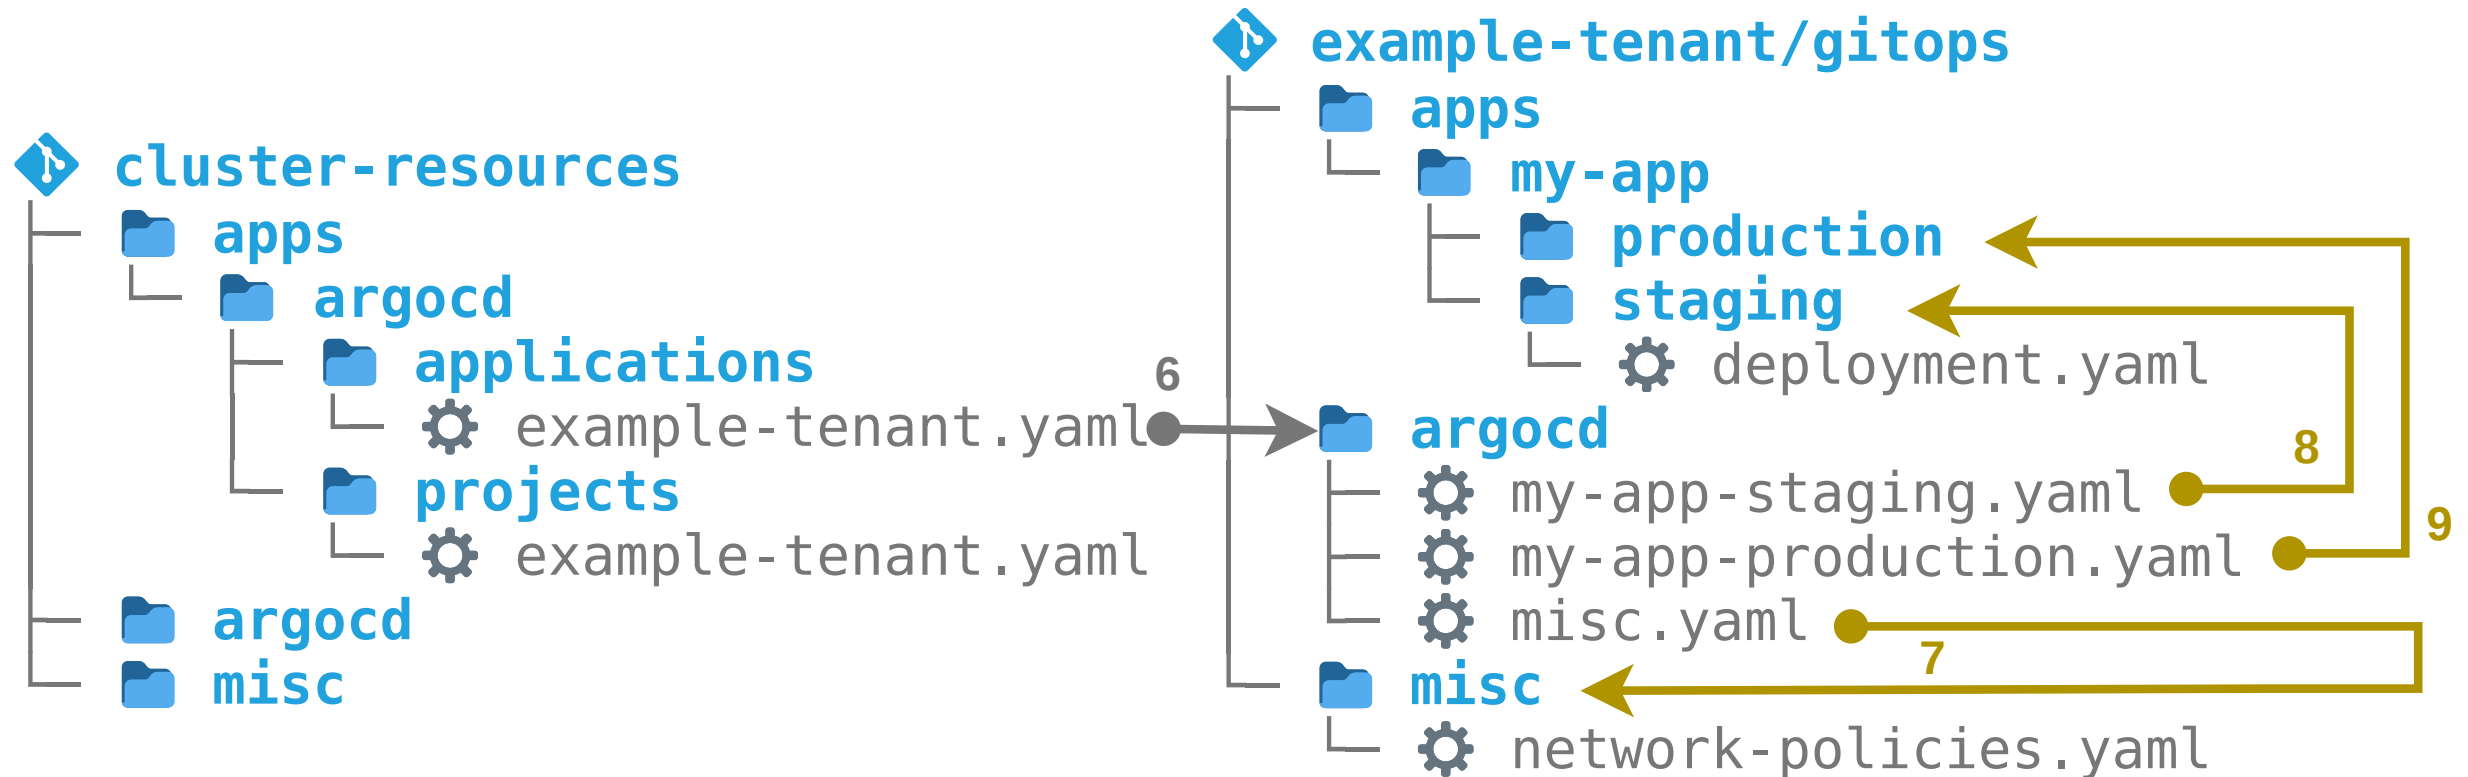 cluster-resources
apps
argocd
applications
example-tenant.yaml
projects
example-tenant.yaml
argocd
misc
6
example-tenant/gitops
apps
my-app
production
staging
deployment.yaml
argocd
my-app-staging.yaml
my-app-production.yaml
misc.yaml
misc
network-policies.yaml
8
9
7